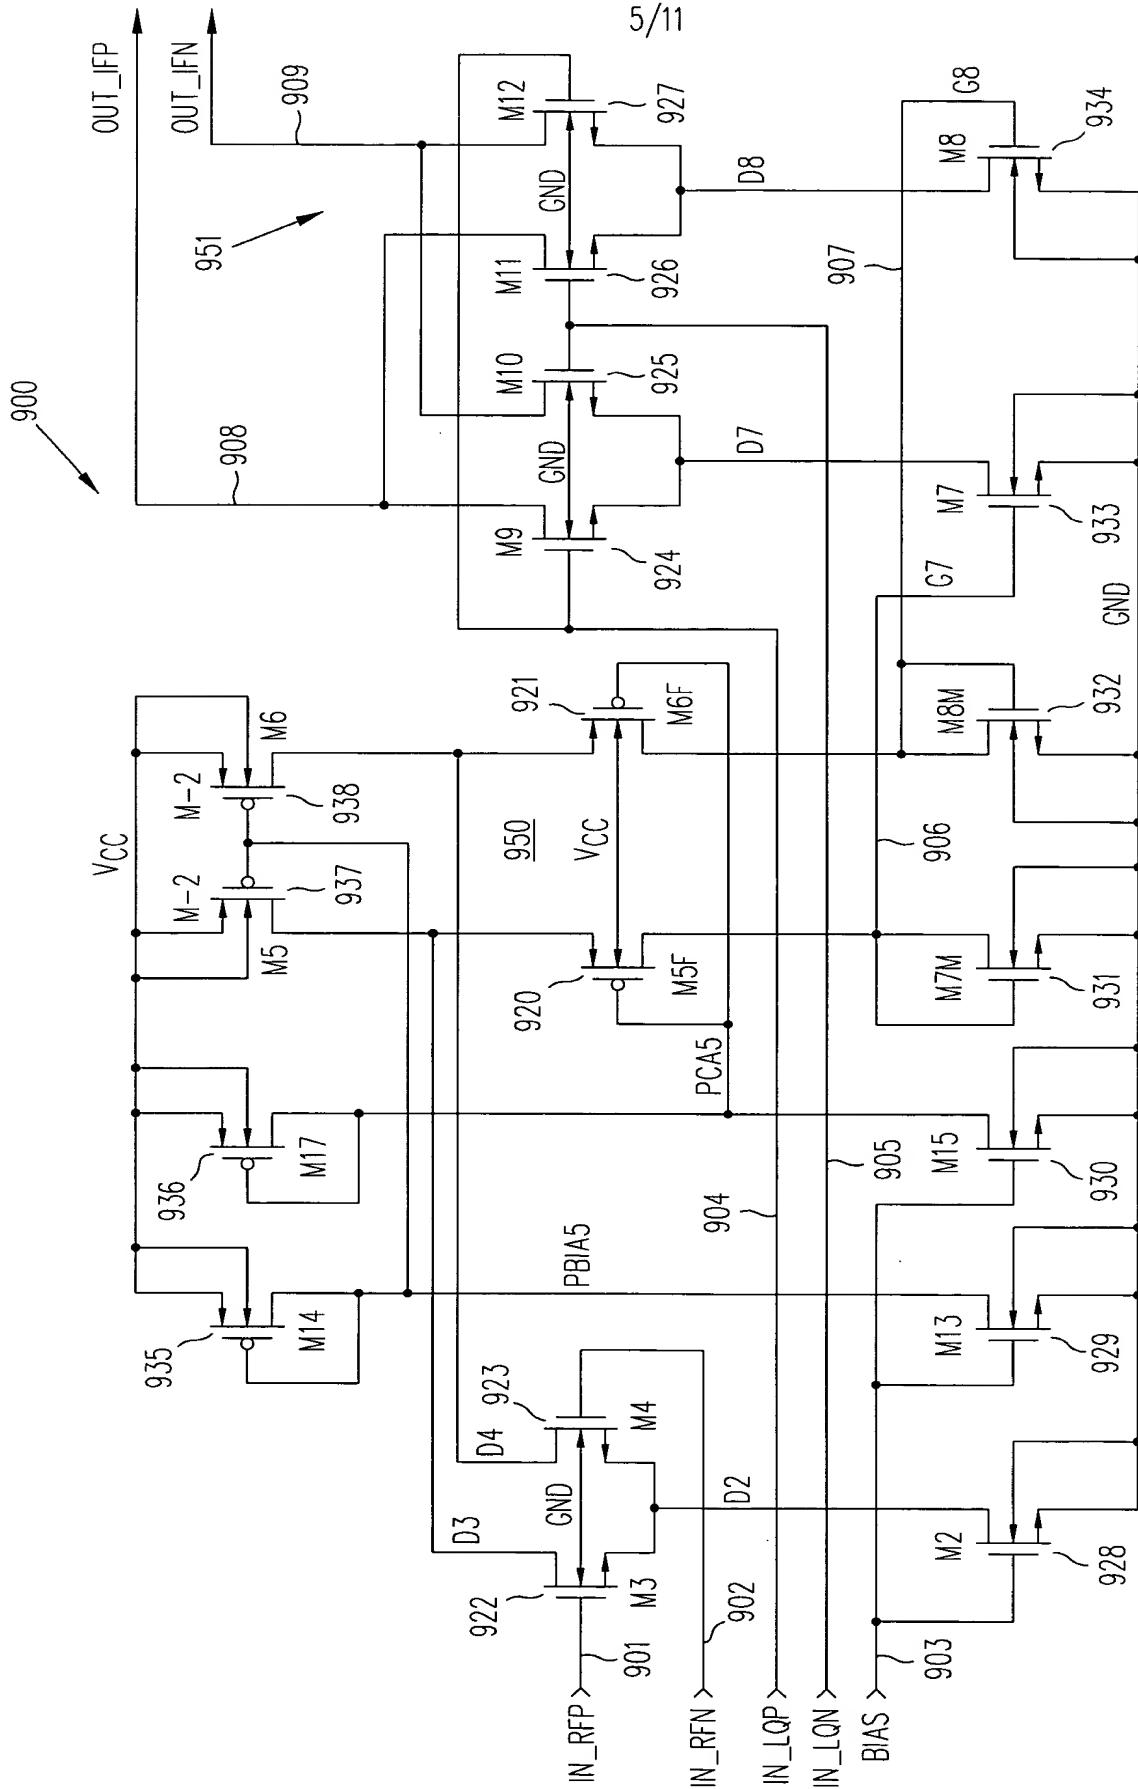 5/11
900
OUT_IFP
OUT_IFN
908
909
951
M9
924
GND
M10
925
M11
926
GND
M12
927
D7
D8
G7
M7
933
907
G8
M8
934
GND
VCC
M-2
M5
937
M-2
M6
938
936
M17
935
M14
950
VCC
920
M5F
921
M6F
PCA5
PBIA5
904
905
906
M7M
931
M8M
932
M15
930
M13
929
M2
928
D3
D4
922
M3
GND
923
M4
D2
901
902
903
IN_RFP
IN_RFN
IN_LQP
IN_LQN
BIAS